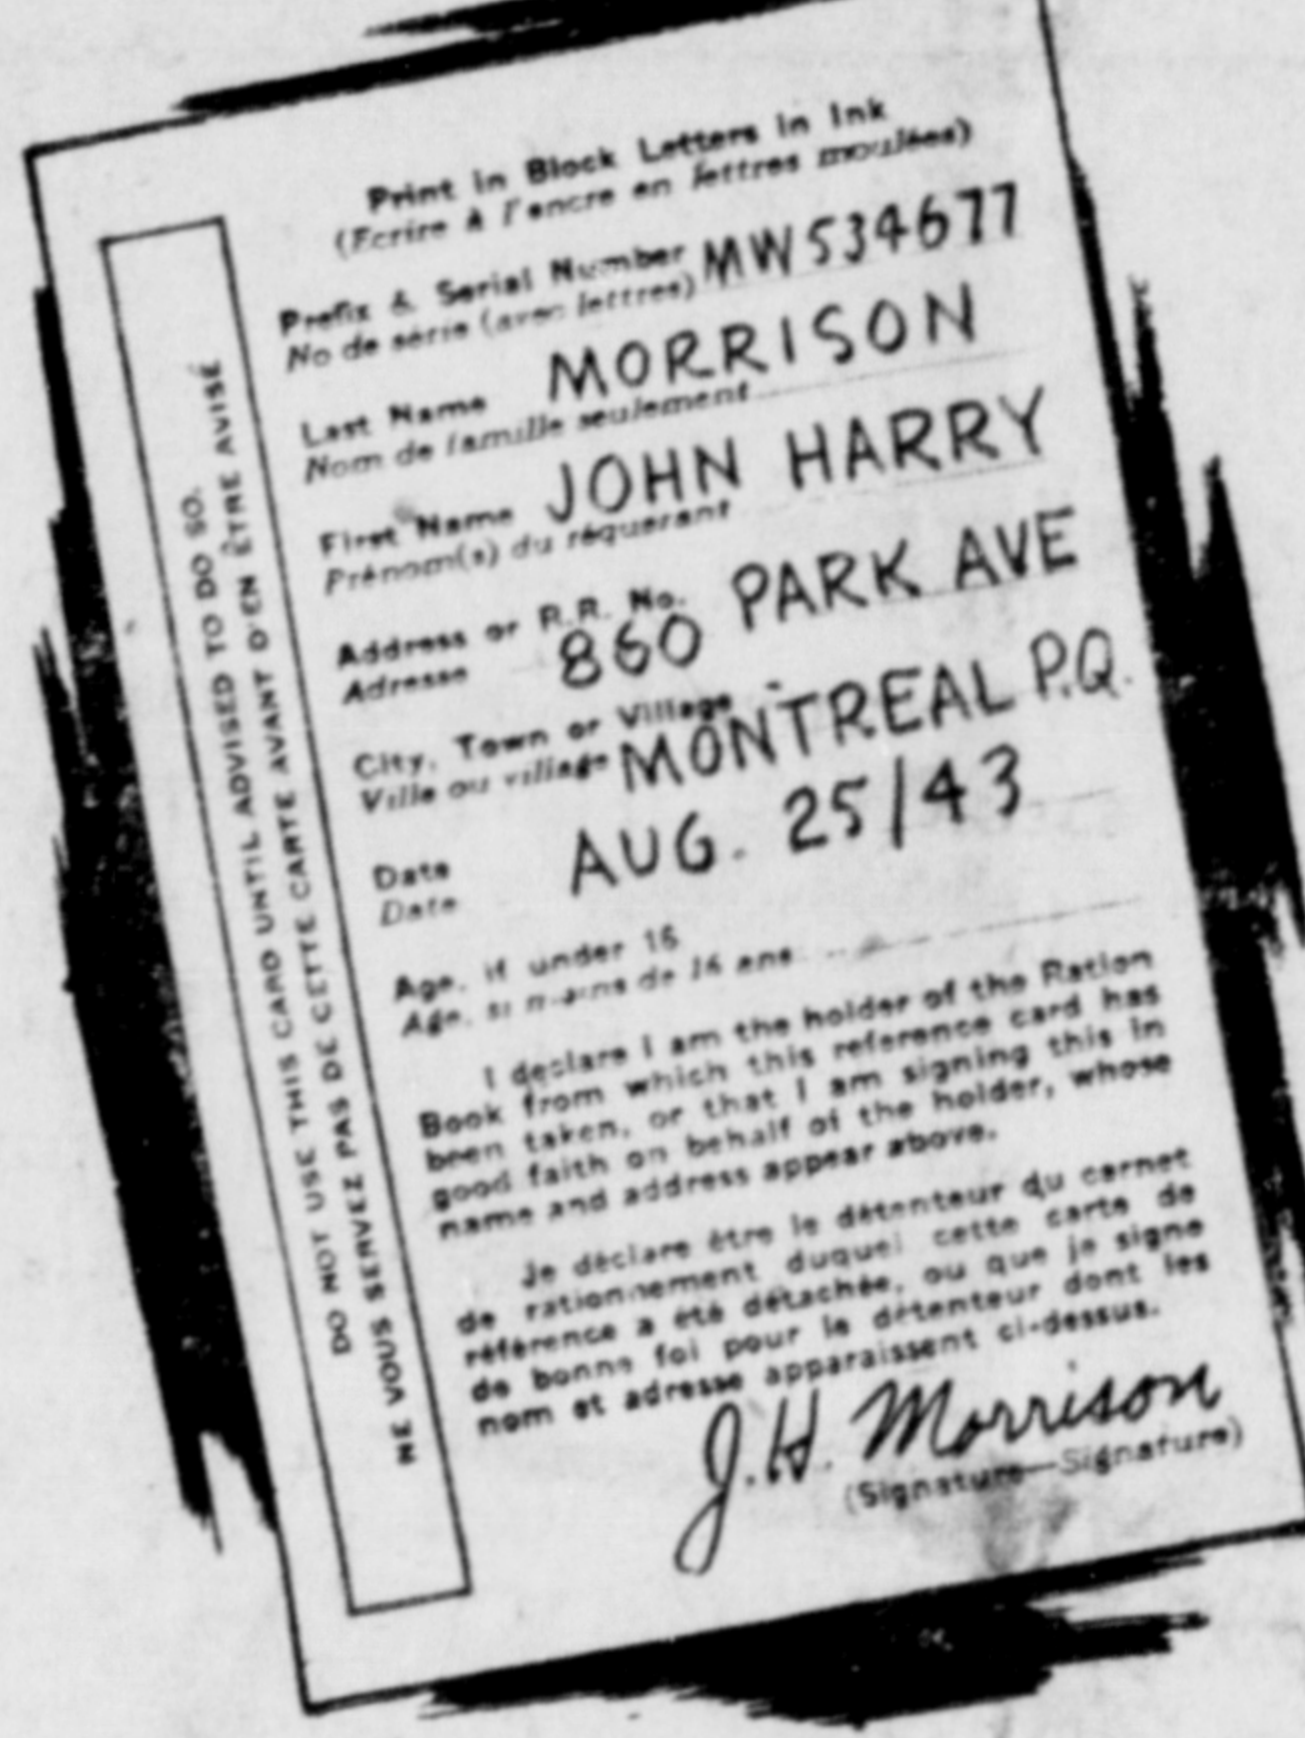 Print in Block Letters in Ink
(Ecrire à l'encre en lettres moulées)
Prefix & Serial Number MW534677
No de série (avec lettres)
Last Name MORRISON
Nom de famille seulement
First Name JOHN HARRY
Prénom(s) du réquerant
Address or R.R. No. 860 PARK AVE
Adresse
City, Town or Village MONTREAL P.Q.
Ville ou village
Date AUG. 25/43
Date
Age, if under 16
Age, si moins de 16 ans
I declare I am the holder of the Ration
Book from which this reference card has
been taken, or that I am signing this in
good faith on behalf of the holder, whose
name and address appear above.
Je déclare être le détenteur du carnet
de rationnement duquel cette carte de
référence a été détachée, ou que je signe
de bonne foi pour le détenteur dont les
nom et adresse apparaissent ci-dessus.
J.H. Morrison
(Signature—Signature)
DO NOT USE THIS CARD UNTIL ADVISED TO DO SO.
NE VOUS SERVEZ PAS DE CETTE CARTE AVANT D'EN ÊTRE AVISÉ